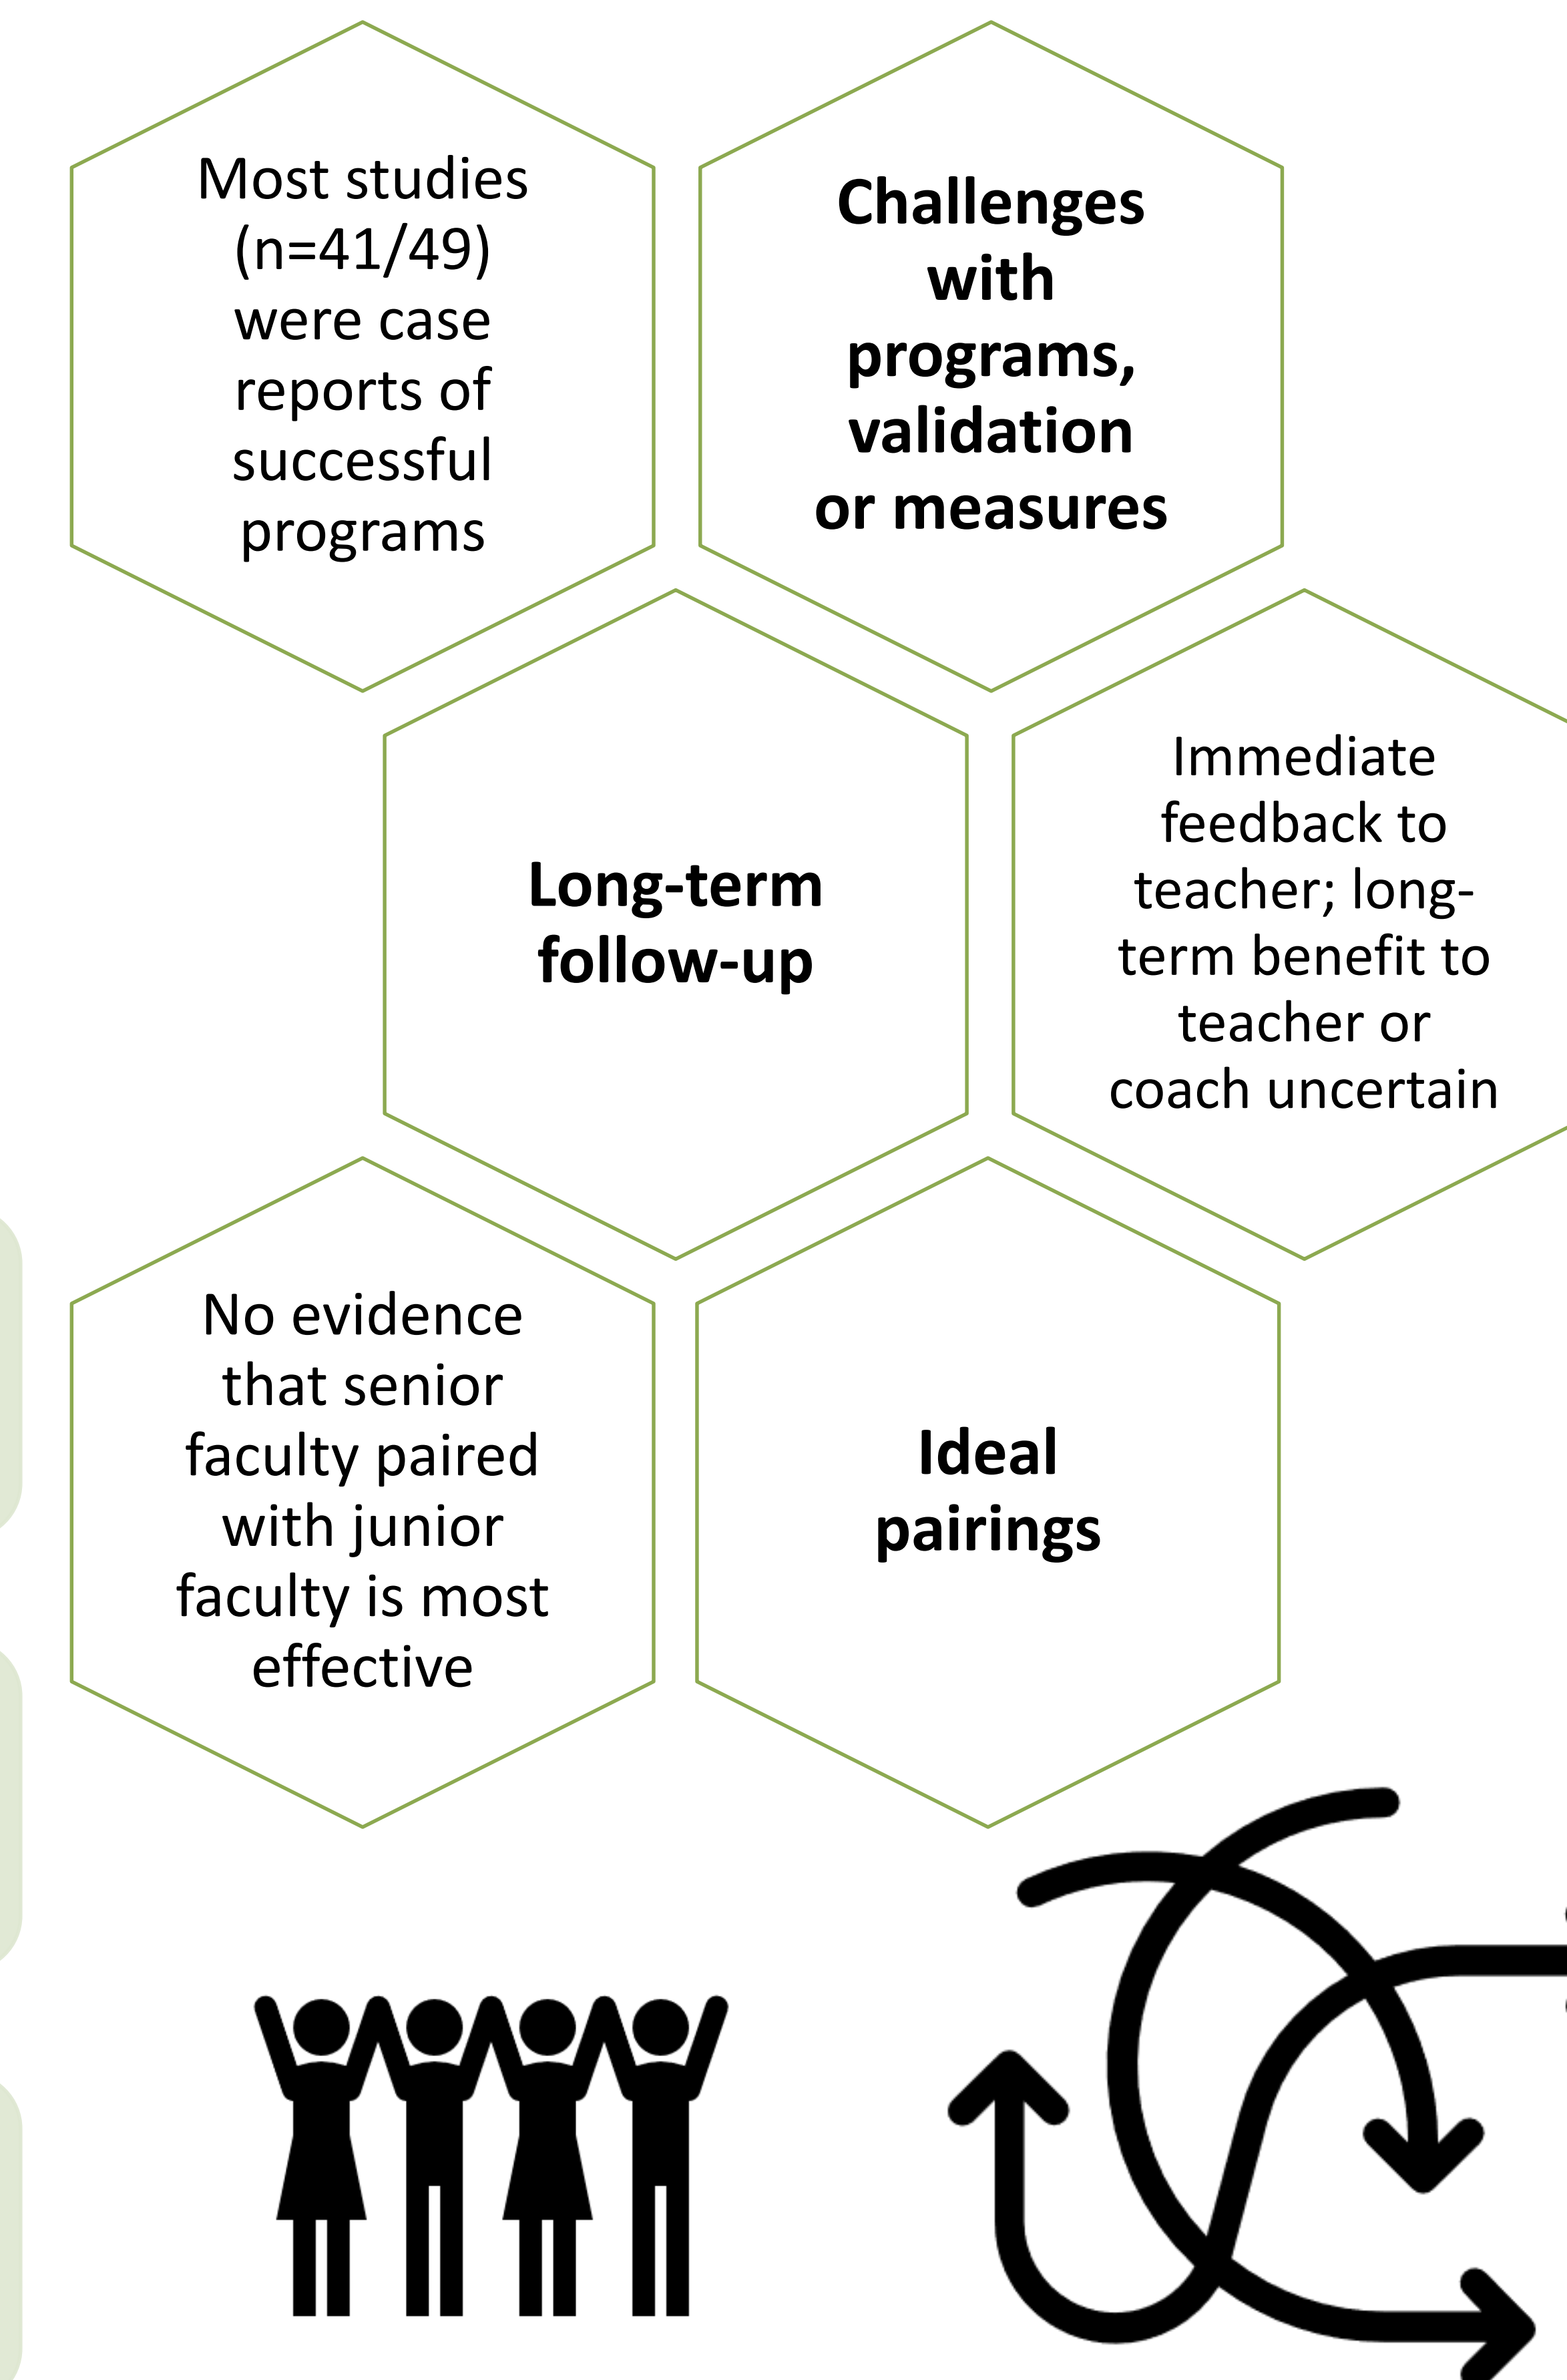 Most studies
(n=41/49)
were case
reports of
successful
programs
Challenges
with
programs,
validation
or measures
Long-term
follow-up
Immediate
feedback to
teacher; long-
term benefit to
teacher or
coach uncertain
No evidence
that senior
faculty paired
with junior
faculty is most
effective
Ideal
pairings